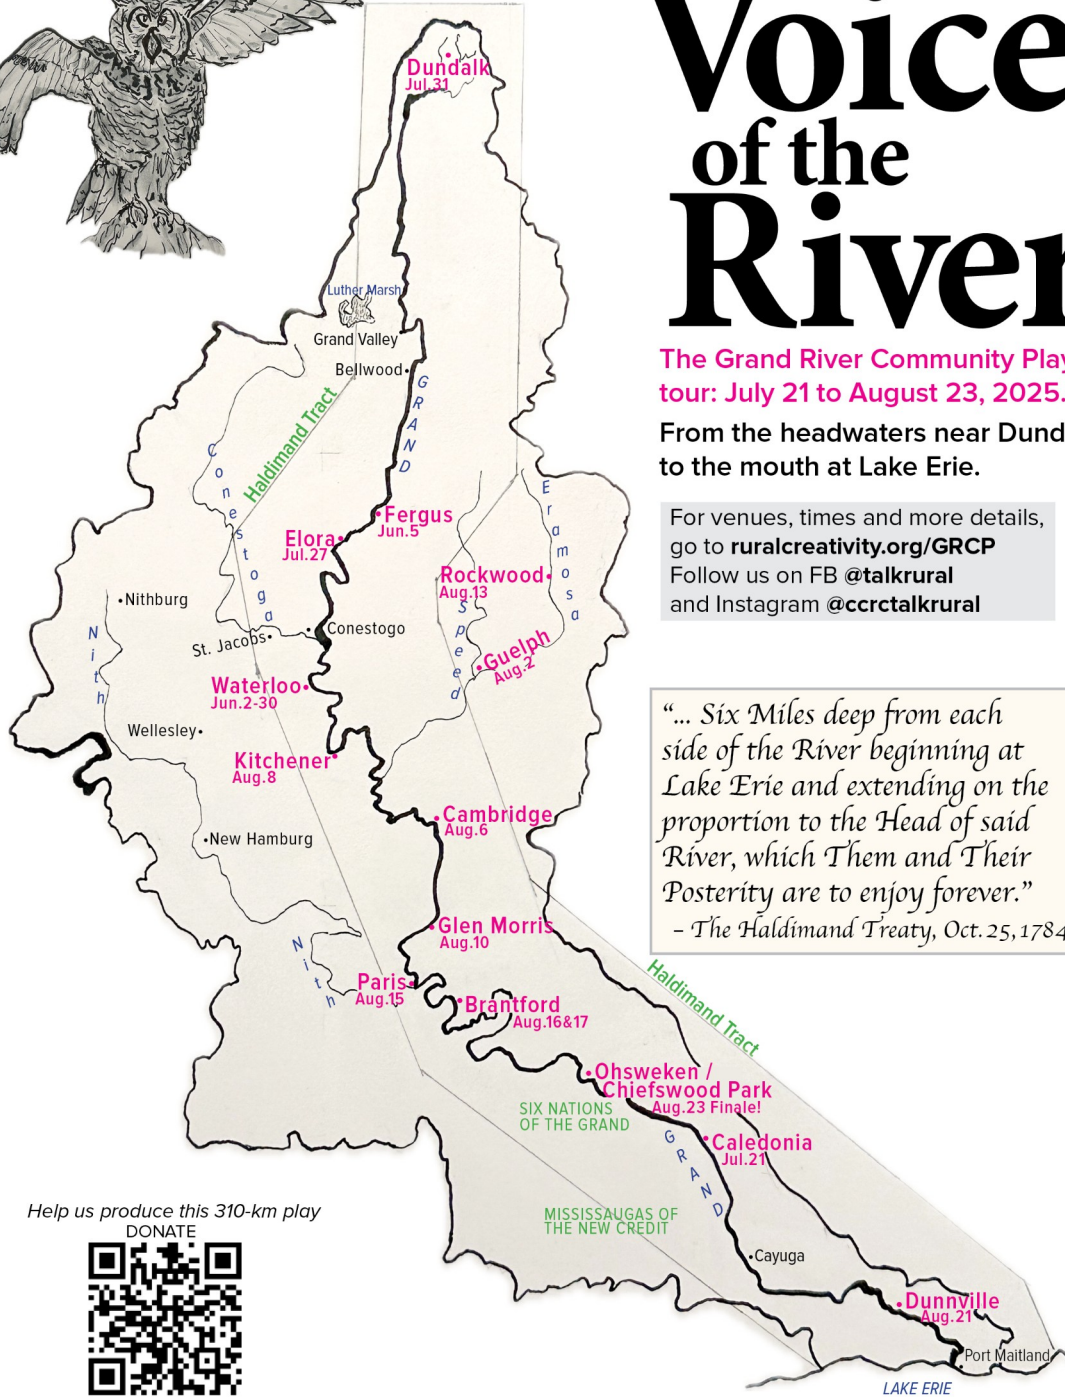 Voice
of the
River
The Grand River Community Play
tour: July 21 to August 23, 2025.
From the headwaters near Dund
to the mouth at Lake Erie.
For venues, times and more details,
go to ruralcreativity.org/GRCP
Follow us on FB @talkrural
and Instagram @ccrctalkrural
“... Six Miles deep from each
side of the River beginning at
Lake Erie and extending on the
proportion to the Head of said
River, which Them and Their
Posterity are to enjoy forever.”
– The Haldimand Treaty, Oct. 25, 1784
Dundalk
Jul.31
Luther Marsh
Grand Valley
Bellwood
GRAND
Haldimand Tract
Conestoga
Fergus
Jun.5
Elora
Jul.27
Eramosa
Rockwood
Aug.13
Speed
Nithburg
Nith
St. Jacobs
Conestogo
Guelph
Aug.2
Waterloo
Jun.2-30
Wellesley
Kitchener
Aug.8
Cambridge
Aug.6
New Hamburg
Glen Morris
Aug.10
Nith
Paris
Aug.15
Brantford
Aug.16&17
Haldimand Tract
Ohsweken /
Chiefswood Park
Aug.23 Finale!
SIX NATIONS
OF THE GRAND
GRAND
Caledonia
Jul.21
MISSISSAUGAS OF
THE NEW CREDIT
Cayuga
Dunnville
Aug.21
Port Maitland
LAKE ERIE
Help us produce this 310-km play
DONATE